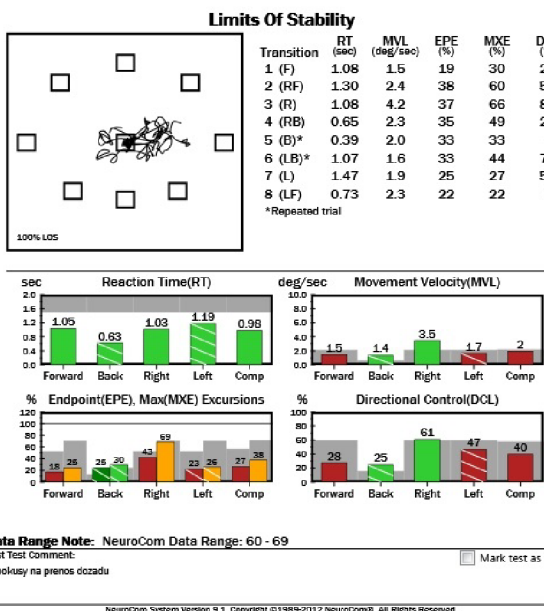 Limits Of Stability
Transition RT (sec) MVL (deg/sec) EPE (%) MXE (%)
1 (F) 1.08 1.5 19 30
2 (RF) 1.30 2.4 38 60
3 (R) 1.08 4.2 37 66
4 (RB) 0.65 2.3 35 49
5 (B)* 0.39 2.0 33 33
6 (LB)* 1.07 1.6 33 44
7 (L) 1.47 1.9 25 27
8 (LF) 0.73 2.3 22 22
*Repeated trial
100% LOS
sec Reaction Time(RT)
2.0
1.6
1.2
0.8
0.4
0.0
1.05 0.63 1.03 1.19 0.98
Forward Back Right Left Comp
deg/sec Movement Velocity(MVL)
10.0
8.0
6.0
4.0
2.0
0.0
1.5 1.4 3.5 1.7 2
Forward Back Right Left Comp
% Endpoint(EPE), Max(MXE) Excursions
120
100
80
60
40
20
0
18 26 25 30 43 69 23 26 27 38
Forward Back Right Left Comp
% Directional Control(DCL)
100
80
60
40
20
0
28 25 61 47 40
Forward Back Right Left Comp
ta Range Note: NeuroCom Data Range: 60 - 69
st Test Comment:
okusy na prenos dozadu
Mark test as
NeuroCom System Version 9.1. Copyright ©1989-2012 NeuroCom®. All Rights Reserved.